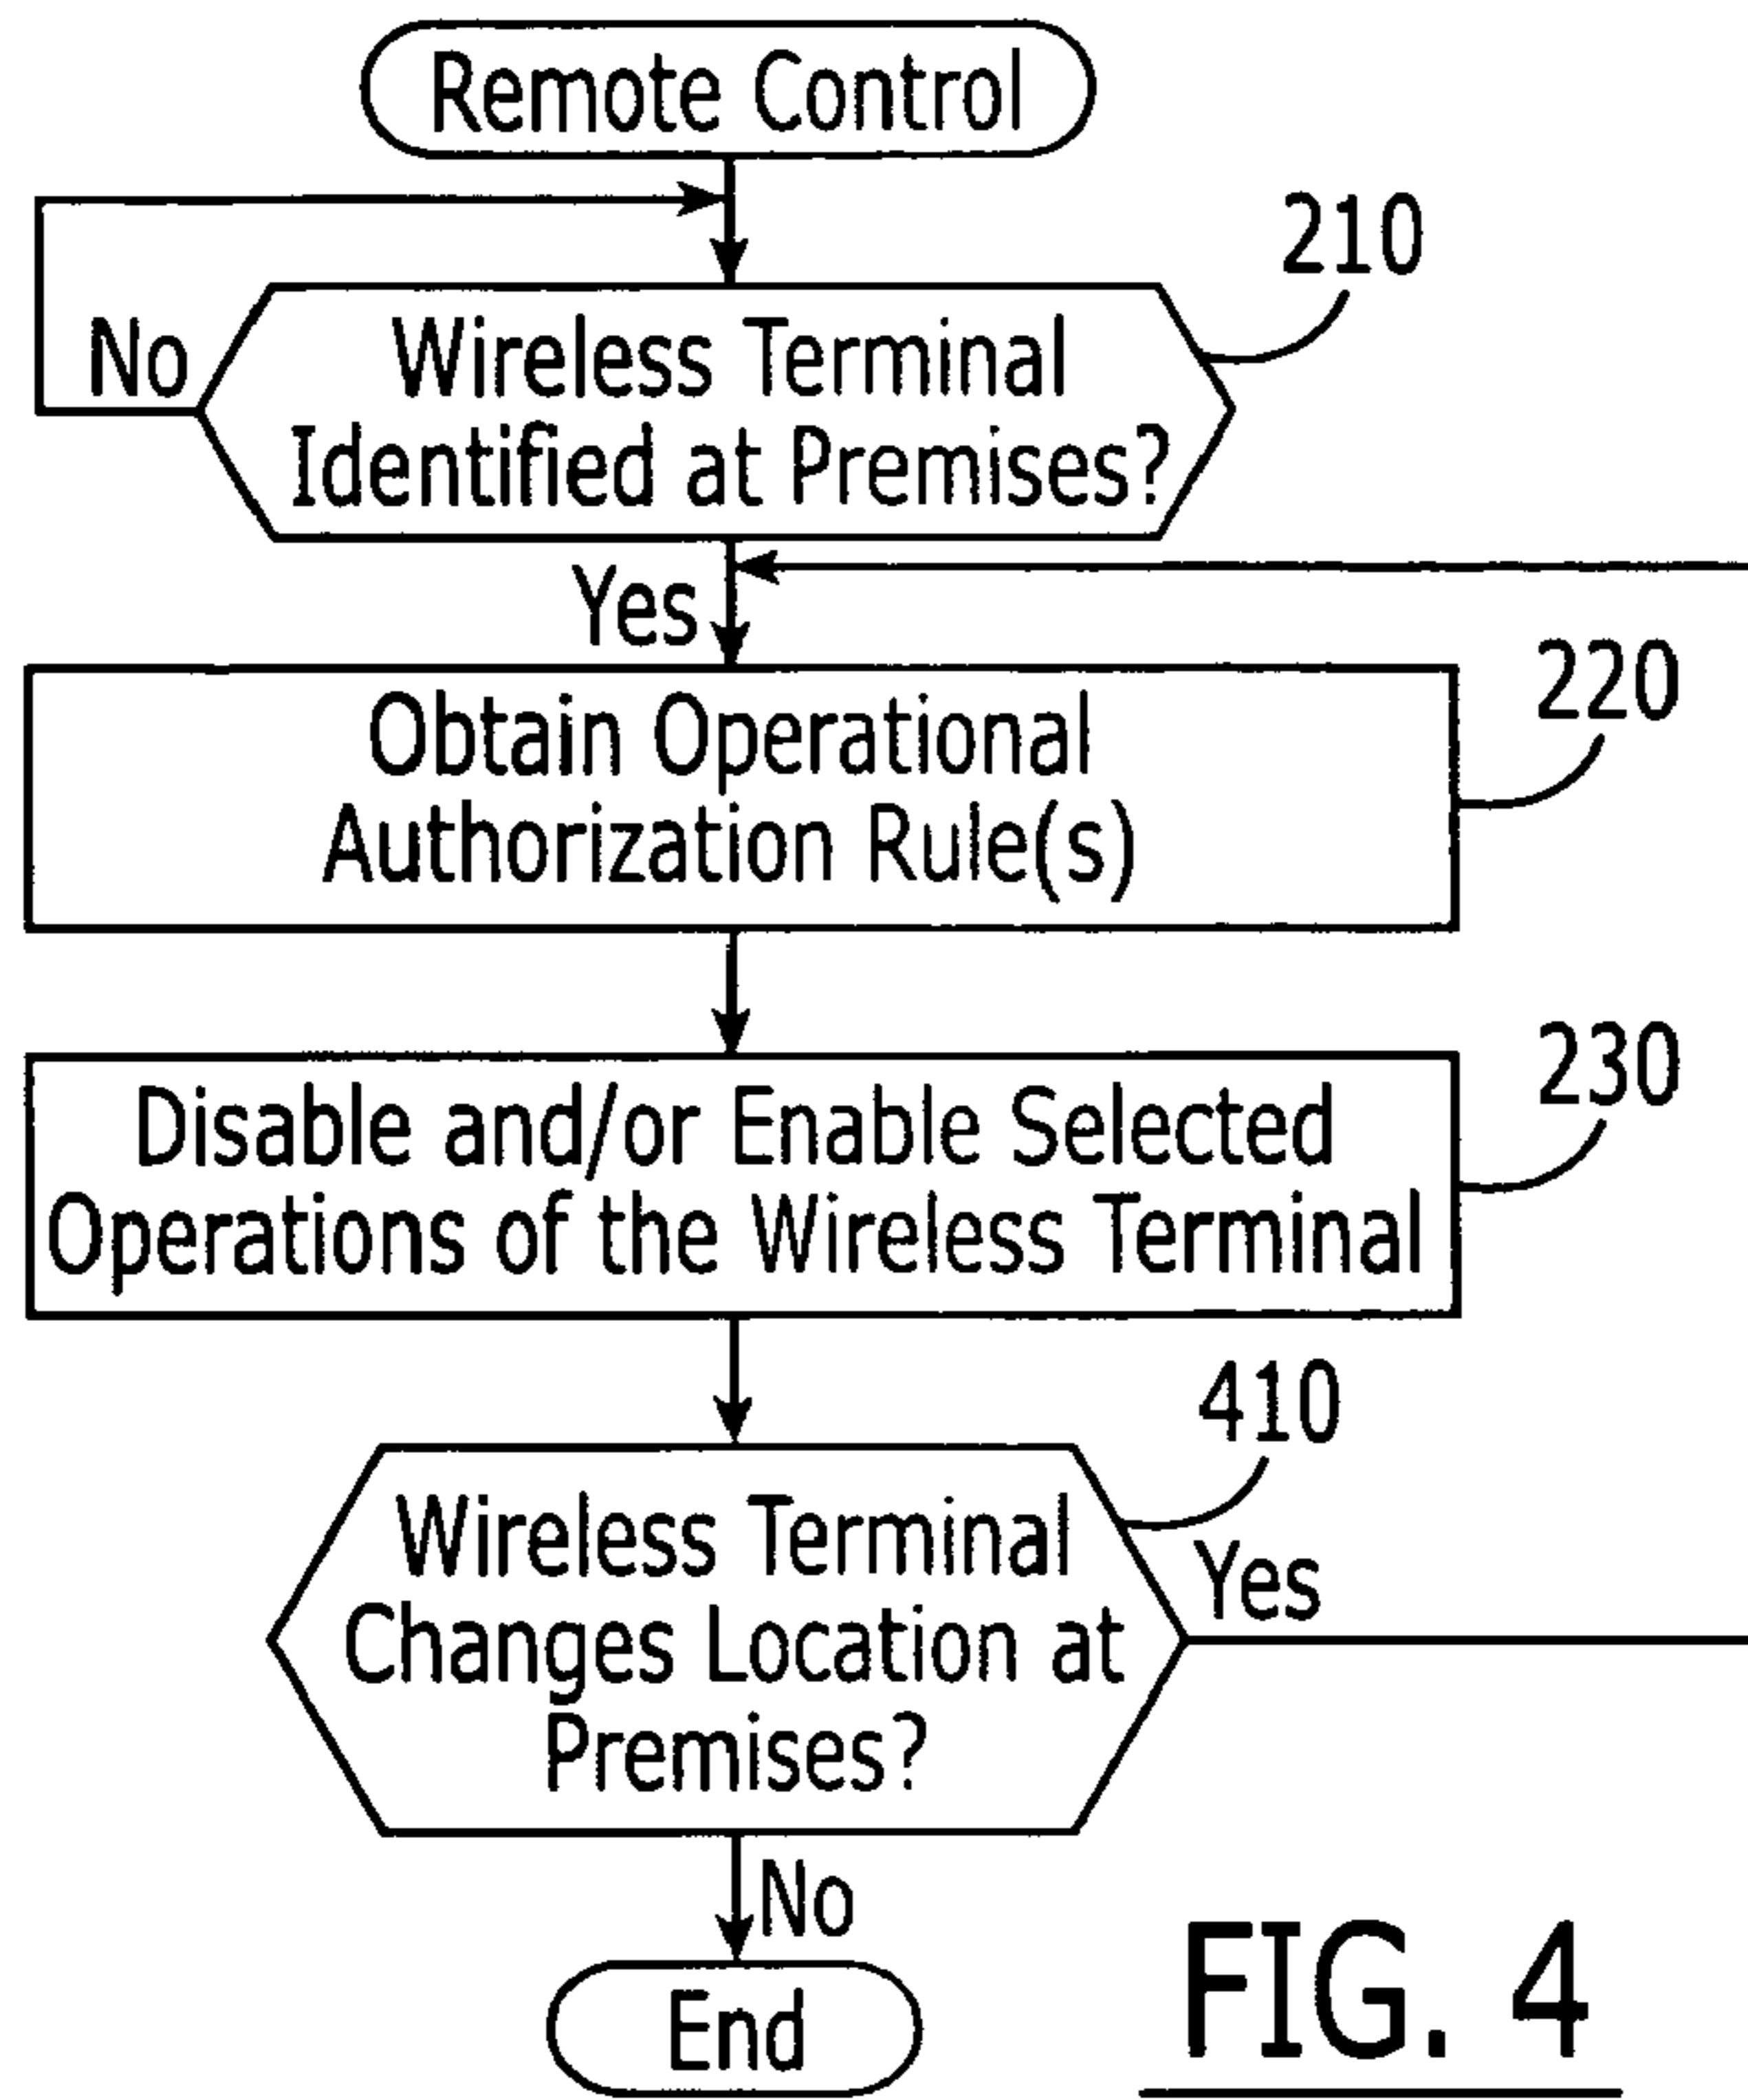 Remote Control
210
No
Wireless Terminal
Identified at Premises?
Yes
220
Obtain Operational
Authorization Rule(s)
230
Disable and/or Enable Selected
Operations of the Wireless Terminal
410
Wireless Terminal
Changes Location at
Premises?
Yes
No
End
FIG. 4